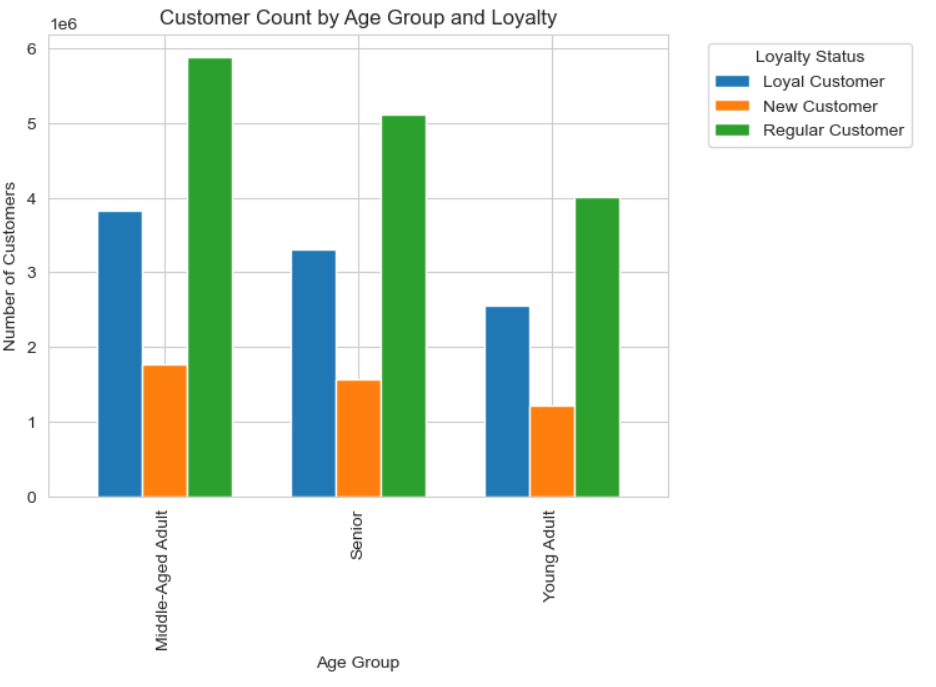 Customer Count by Age Group and Loyalty
1e6
6
5
4
3
2
1
0
Number of Customers
Middle-Aged Adult
Senior
Young Adult
Age Group
Loyalty Status
Loyal Customer
New Customer
Regular Customer